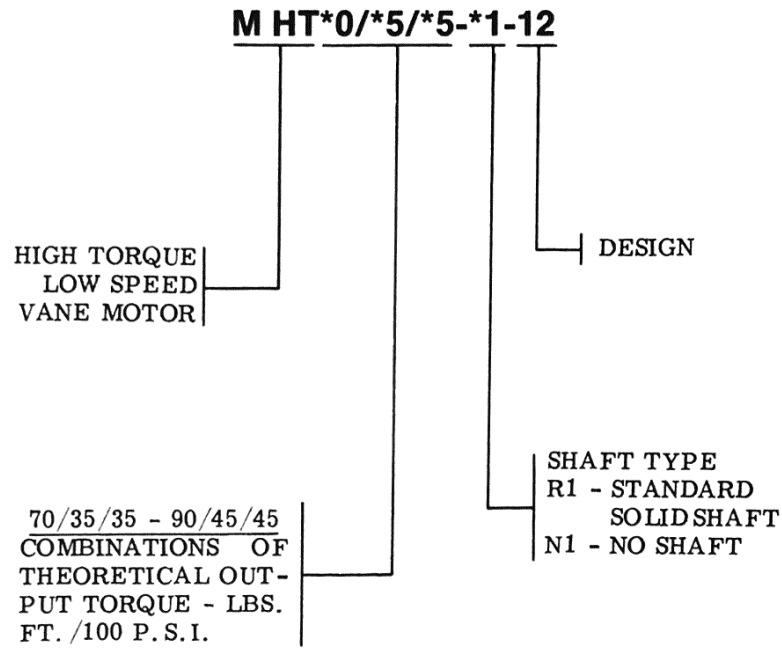 M HT*0/*5/*5-*1-12
HIGH TORQUE
LOW SPEED
VANE MOTOR
DESIGN
70/35/35 - 90/45/45
COMBINATIONS OF
THEORETICAL OUT-
PUT TORQUE - LBS.
FT. /100 P.S.I.
SHAFT TYPE
R1 - STANDARD
SOLID SHAFT
N1 - NO SHAFT